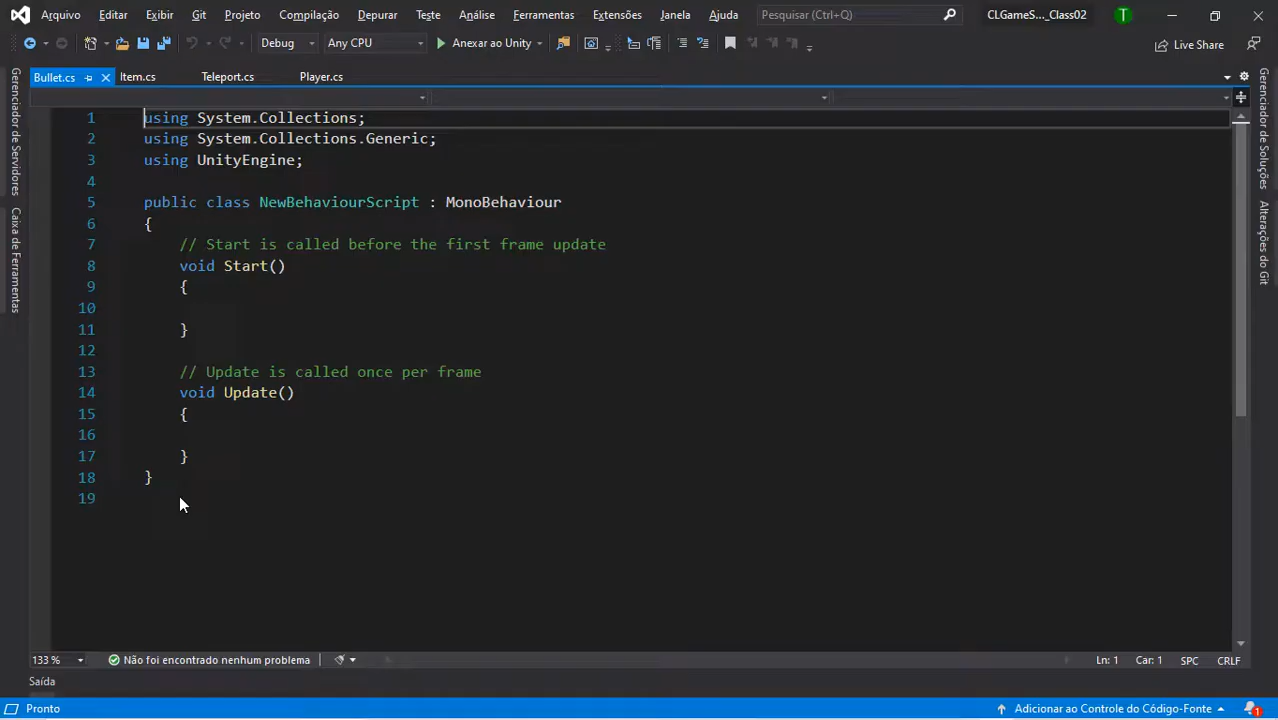 Arquivo Editar Exibir Git Projeto Compilação Depurar Teste Análise Ferramentas Extensões Janela Ajuda Pesquisar (Ctrl+Q) CLGameS..._Class02 T
Debug Any CPU Anexar ao Unity Live Share
Bullet.cs Item.cs Teleport.cs Player.cs
Gerenciador de Servidores
Caixa de Ferramentas
1 using System.Collections;
2 using System.Collections.Generic;
3 using UnityEngine;
4
5 public class NewBehaviourScript : MonoBehaviour
6 {
7 // Start is called before the first frame update
8 void Start()
9 {
10
11 }
12
13 // Update is called once per frame
14 void Update()
15 {
16
17 }
18 }
19
Gerenciador de Soluções
Alterações do Git
133 % Não foi encontrado nenhum problema Ln: 1 Car: 1 SPC CRLF
Saída
Pronto Adicionar ao Controle do Código-Fonte 1